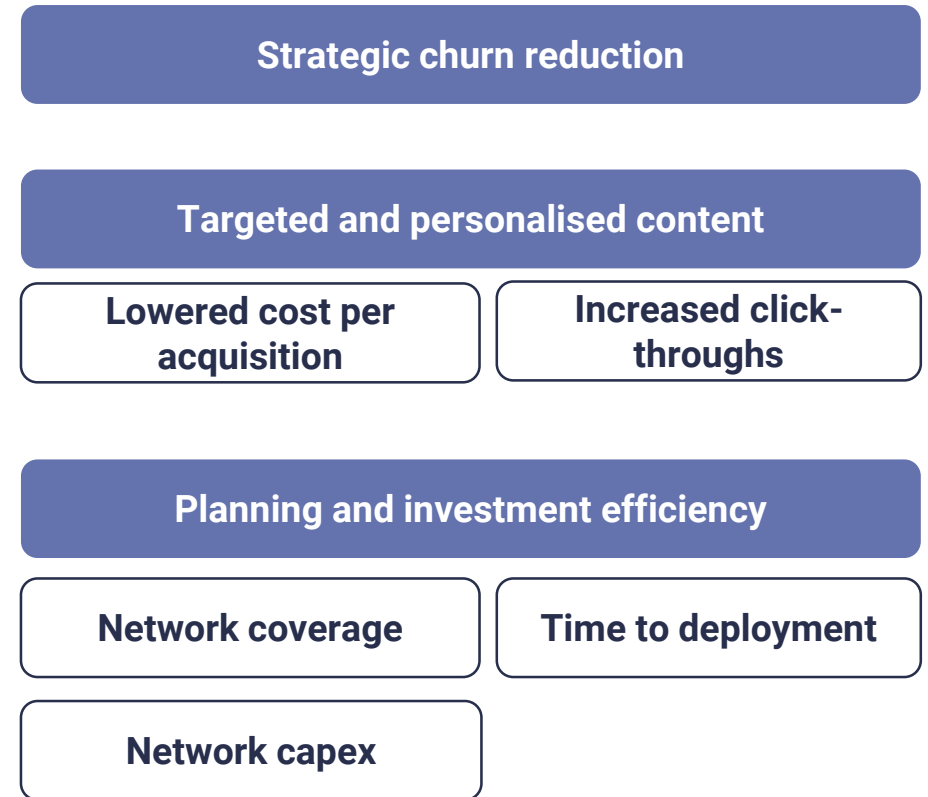 Strategic churn reduction
Targeted and personalised content
Lowered cost per
acquisition
Increased click-
throughs
Planning and investment efficiency
Network coverage
Time to deployment
Network capex